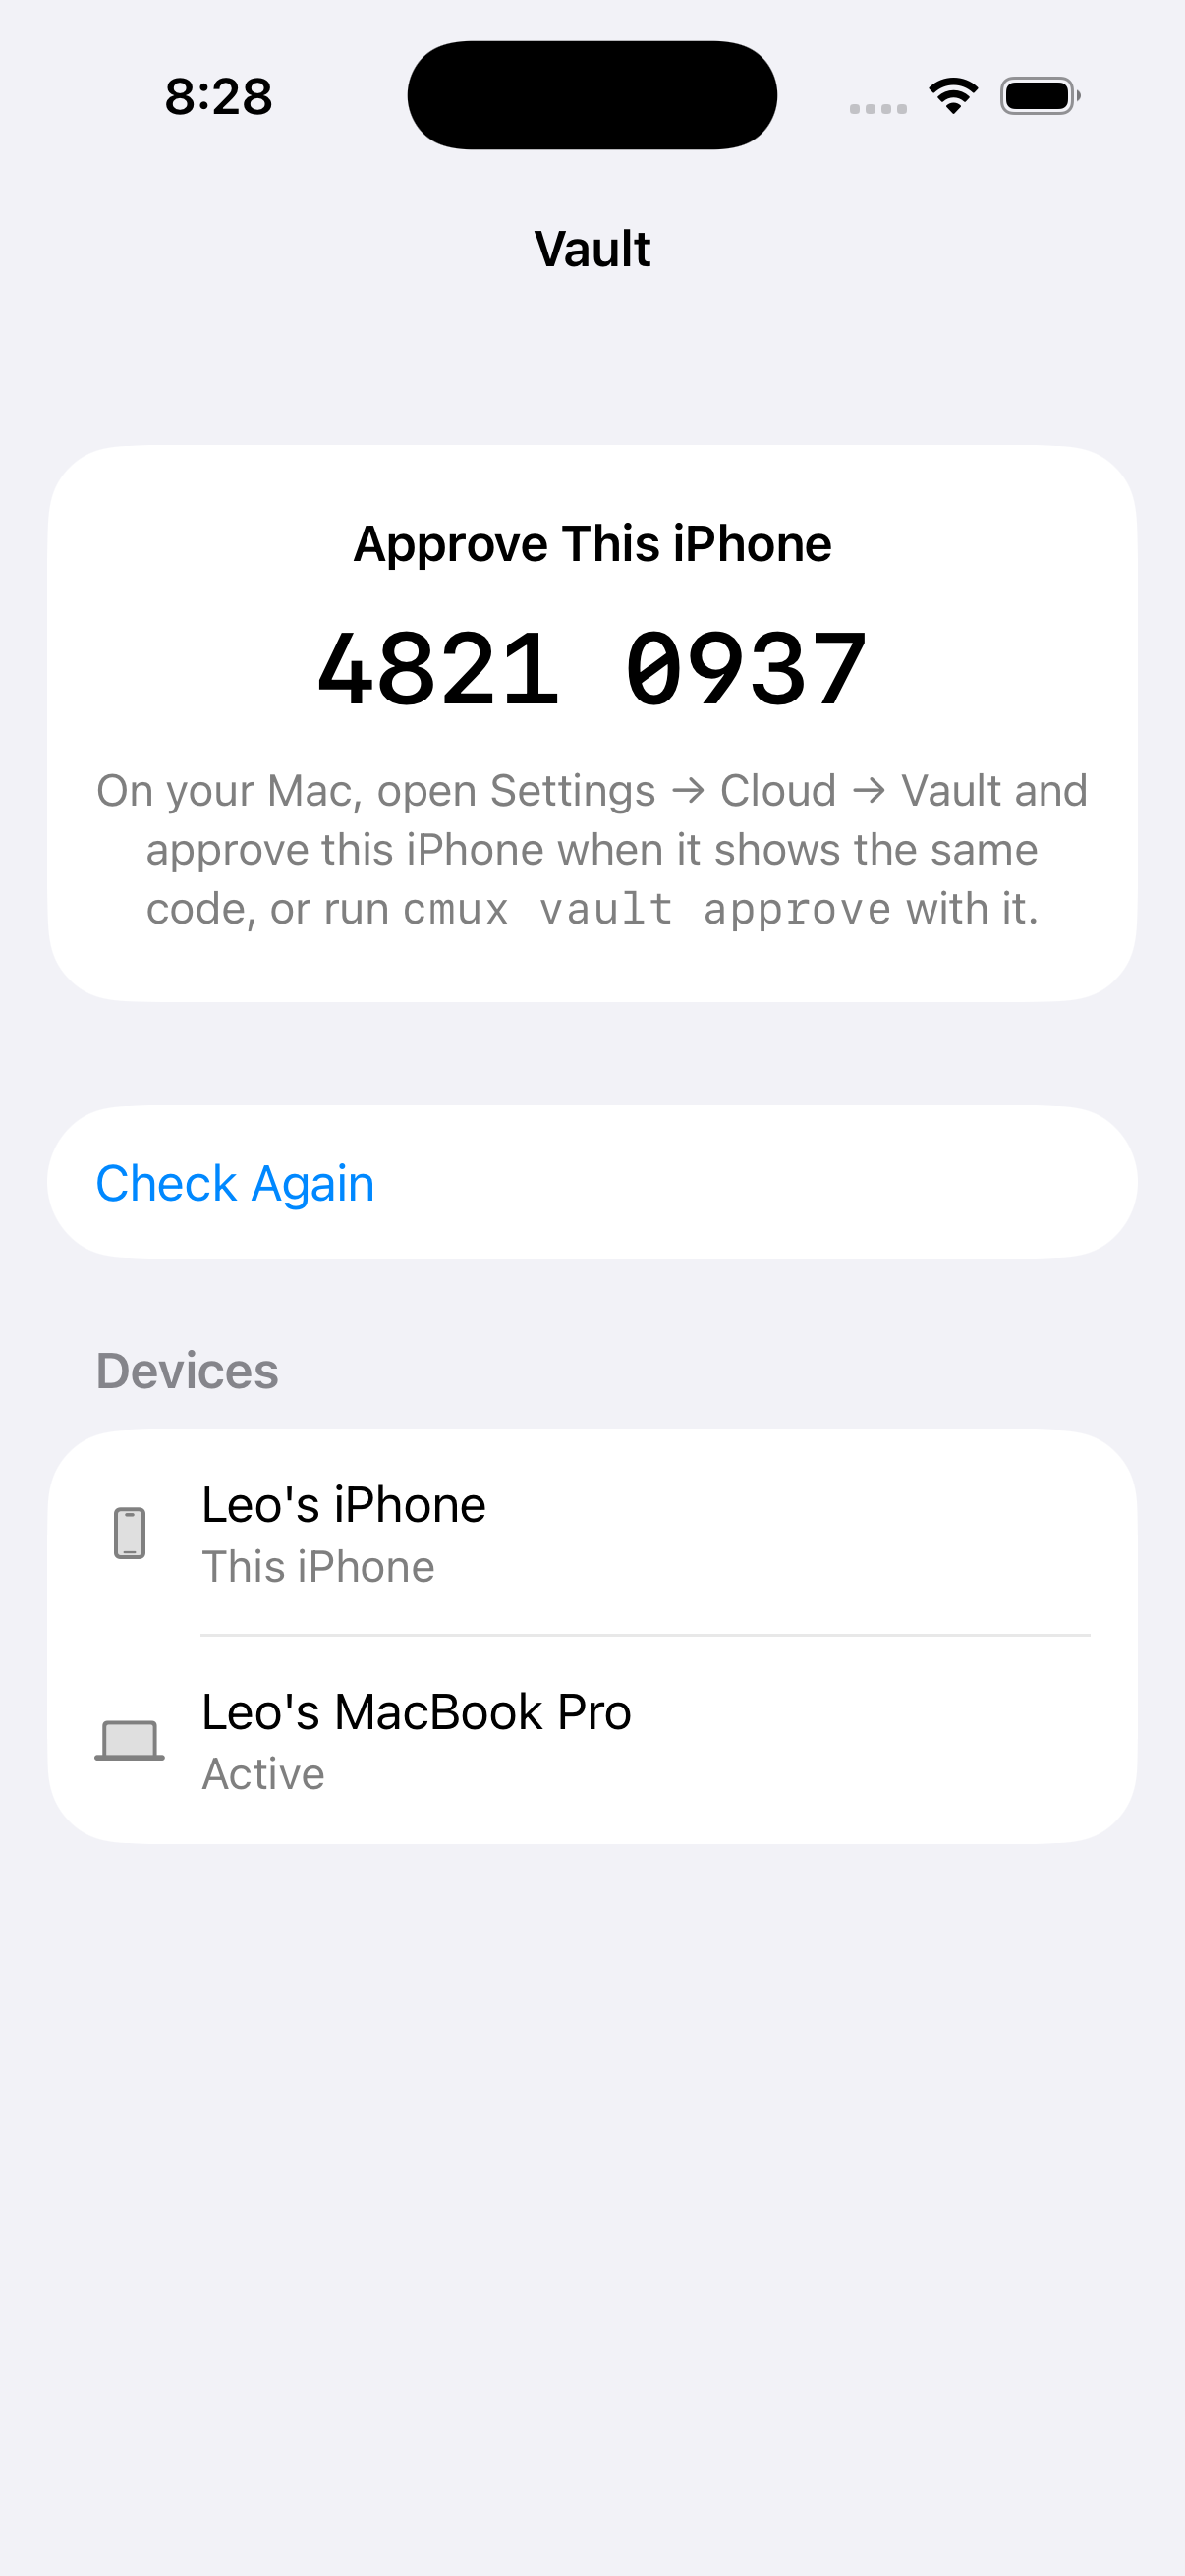 8:28
Vault
Approve This iPhone
4821 0937
On your Mac, open Settings → Cloud → Vault and
approve this iPhone when it shows the same
code, or run cmux vault approve with it.
Check Again
Devices
Leo's iPhone
This iPhone
Leo's MacBook Pro
Active